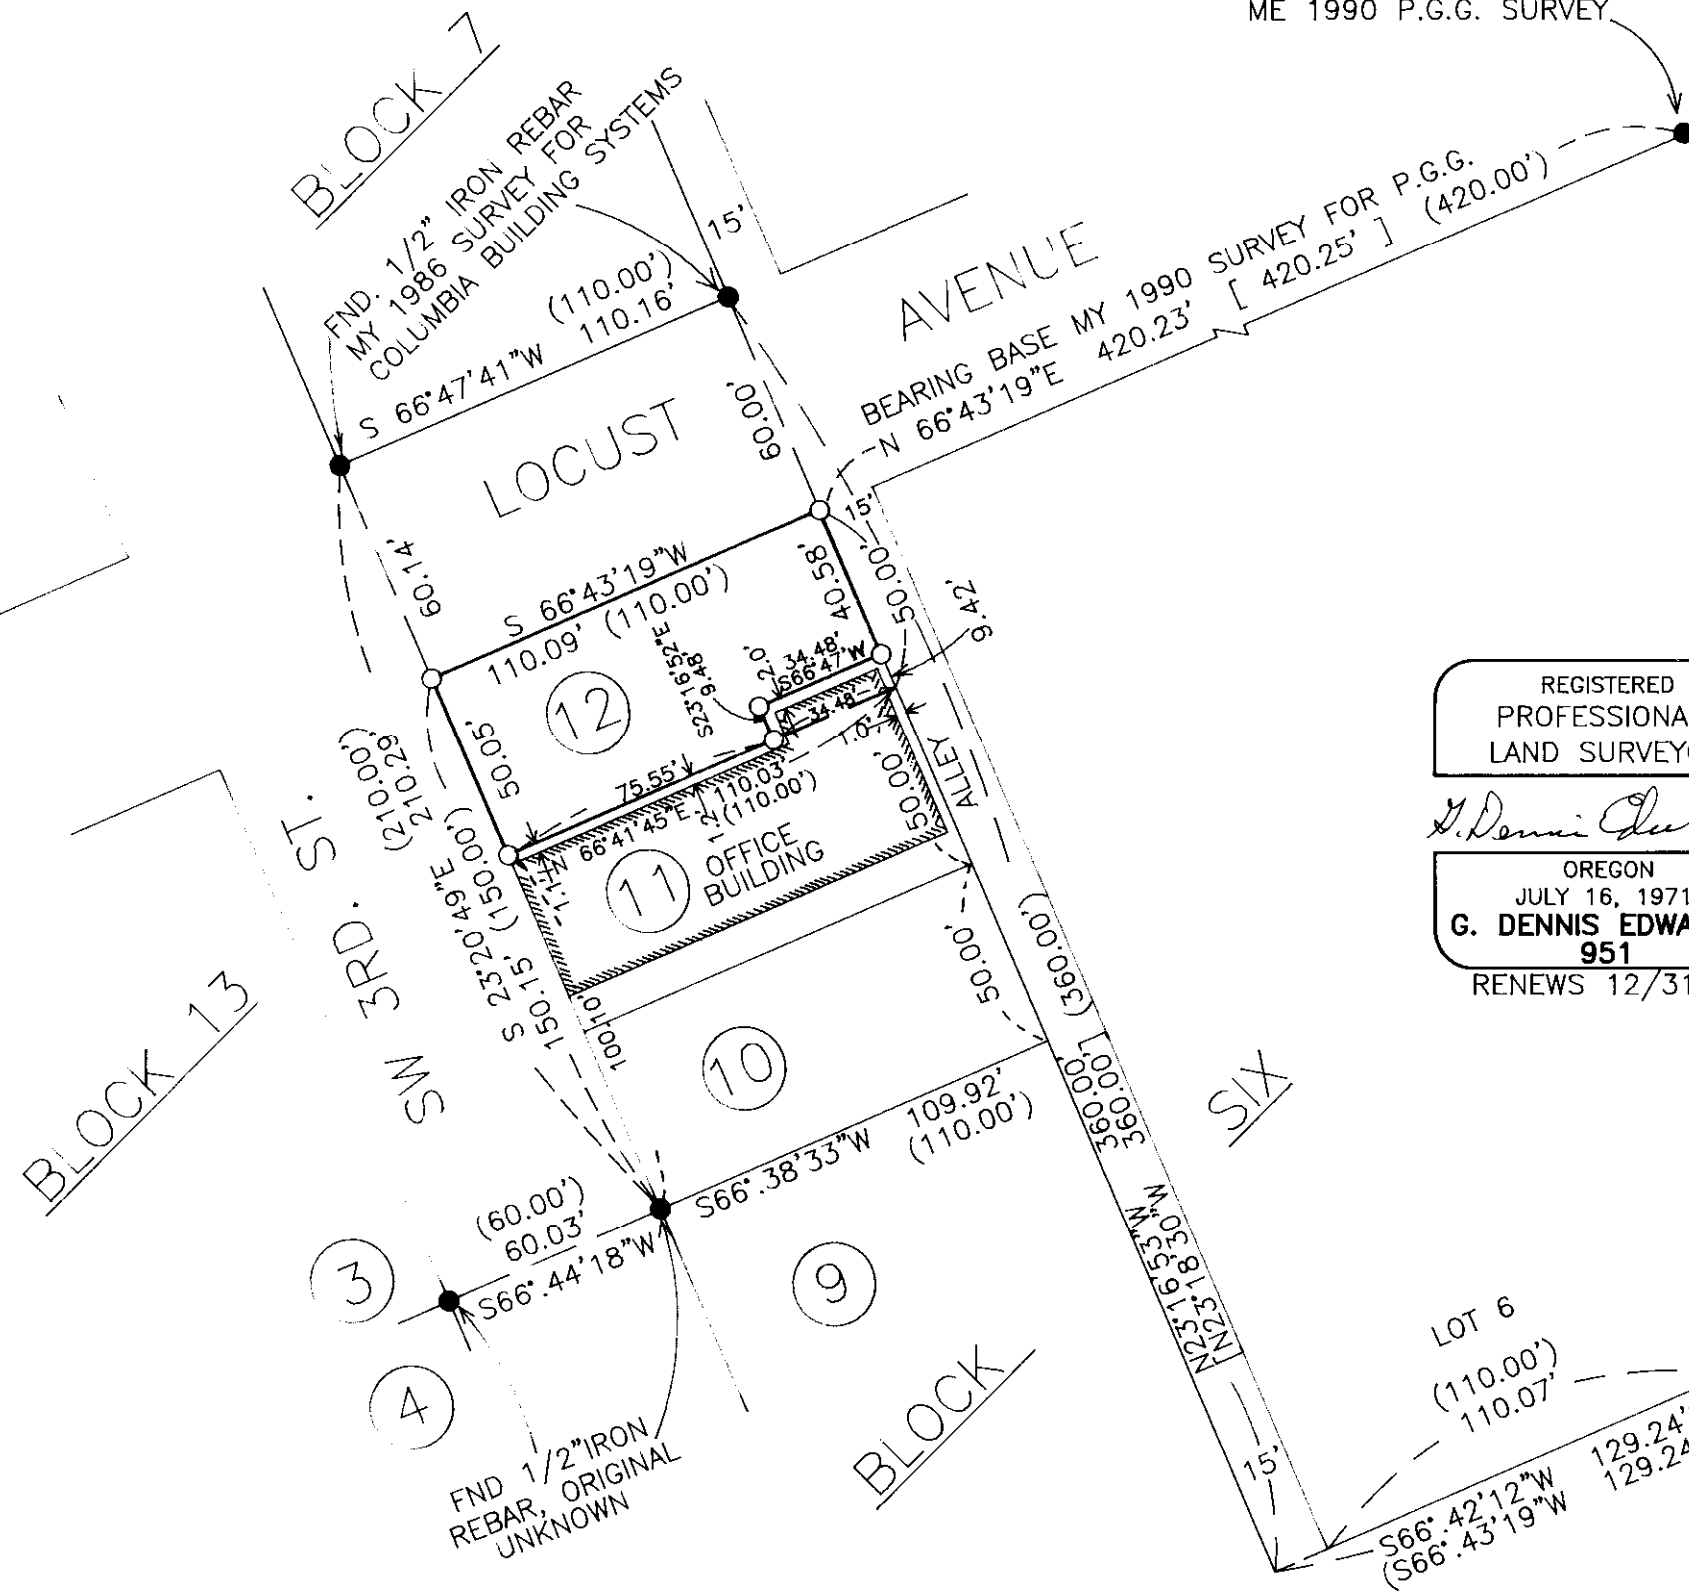 ME 1990 P.G.G. SURVEY
BLOCK 7
FND. 1/2" IRON REBAR
MY 1986 SURVEY FOR
COLUMBIA BUILDING SYSTEMS
15'
(110.00')
110.16'
S 66°47'41"W
AVENUE
BEARING BASE MY 1990 SURVEY FOR P.G.G.
N 66°43'19"E 420.23' [ 420.25' ] (420.00')
LOCUST
60.00'
60.14'
15'
S 66°43'19"W
110.09' (110.00')
40.58'
50.00'
9.42'
S23°16'52"E
9.48'
2.0'
34.48'
S66°47'W
34.48'
12
50.05'
75.55'
1.0'
ALLEY
N 66°41'45"E
110.03'
(110.00')
1.2'
1.1'
11
OFFICE
BUILDING
50.00'
SW 3RD. ST.
(210.00')
210.29'
S 23°20'49"E
150.15' (150.00')
100.10'
BLOCK 13
10
50.00'
(360.00')
360.00'
360.00']
N23°16'53"W
[N23°18'30"W
SIX
109.92'
(110.00')
S66°.38'33"W
(60.00')
60.03'
S66°.44'18"W
3
4
9
BLOCK
FND 1/2"IRON
REBAR, ORIGINAL
UNKNOWN
LOT 6
(110.00')
110.07'
15'
S66°.42'12"W 129.24'
(S66°.43'19"W 129.24
REGISTERED
PROFESSIONA
LAND SURVEY
G. Dennis Edw
OREGON
JULY 16, 1971
G. DENNIS EDWA
951
RENEWS 12/31